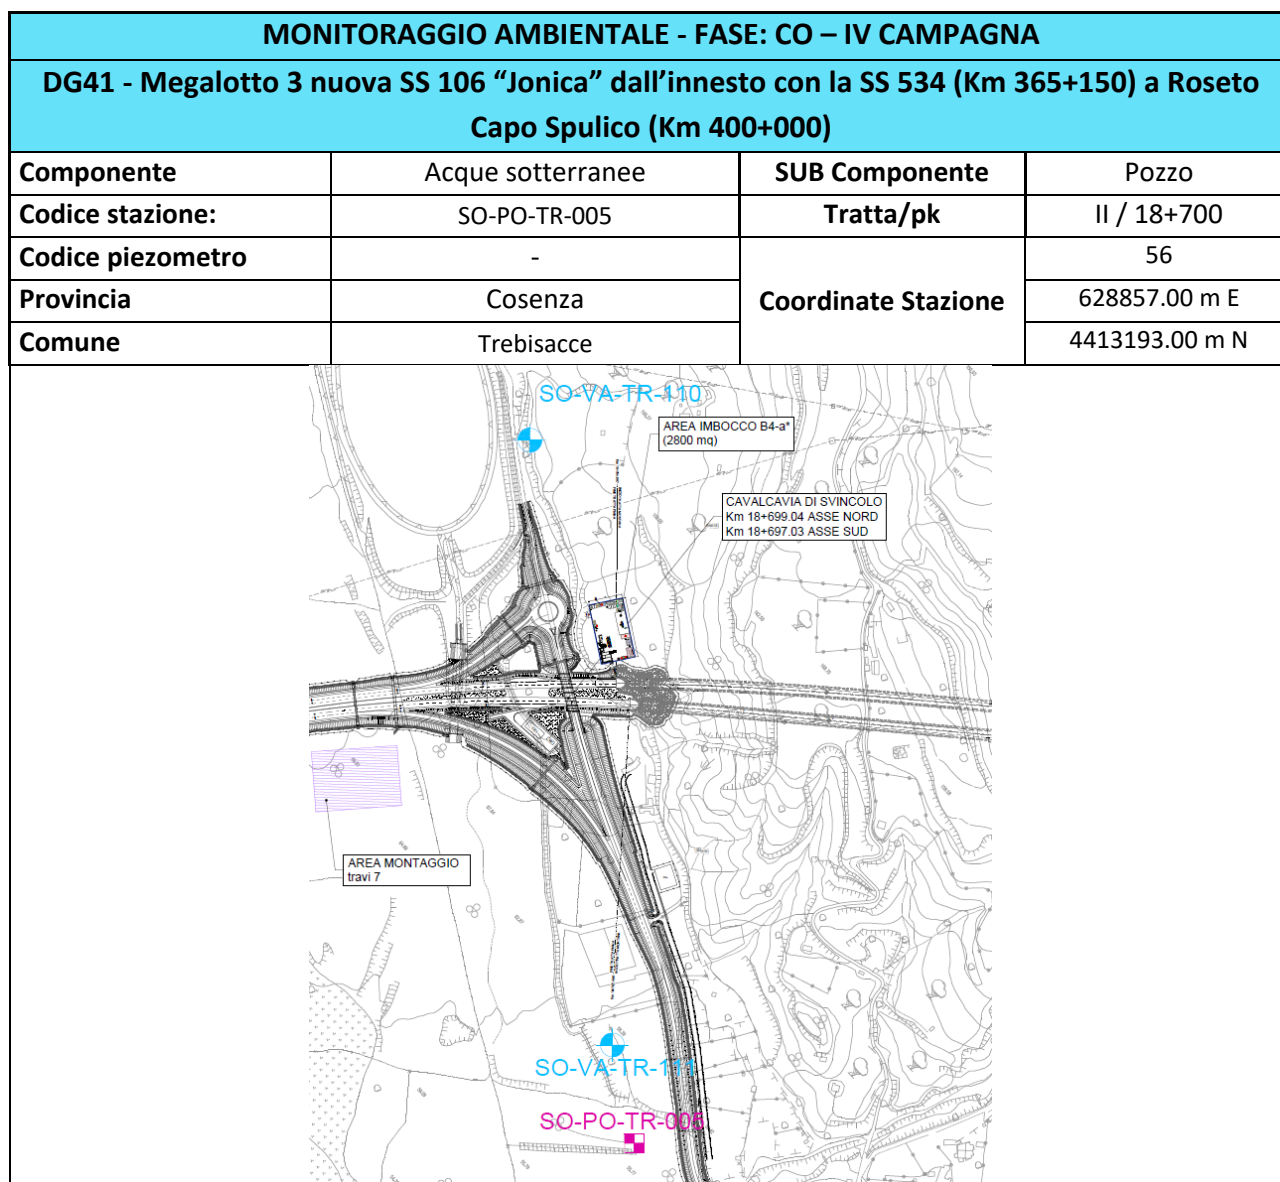 MONITORAGGIO AMBIENTALE - FASE: CO – IV CAMPAGNA
DG41 - Megalotto 3 nuova SS 106 “Jonica” dall’innesto con la SS 534 (Km 365+150) a Roseto
Capo Spulico (Km 400+000)
Componente Acque sotterranee SUB Componente Pozzo
Codice stazione: SO-PO-TR-005 Tratta/pk II / 18+700
Codice piezometro - 56
Provincia Cosenza Coordinate Stazione 628857.00 m E
Comune Trebisacce 4413193.00 m N
SO-VA-TR-110
AREA IMBOCCO B4-a*
(2800 mq)
CAVALCAVIA DI SVINCOLO
Km 18+699.04 ASSE NORD
Km 18+697.03 ASSE SUD
AREA MONTAGGIO
travi 7
SO-VA-TR-111
SO-PO-TR-005